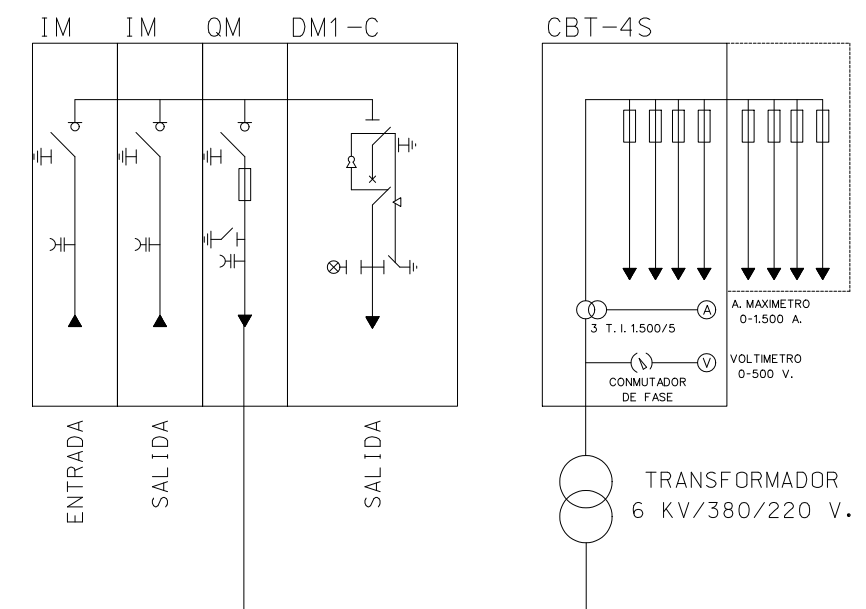 IM
IM
QM
DM1-C
CBT-4S
3 T.I. 1.500/5
A
A. MAXIMETRO
0-1.500 A.
V
VOLTIMETRO
0-500 V.
CONMUTADOR
DE FASE
ENTRADA
SALIDA
SALIDA
TRANSFORMADOR
6 KV/380/220 V.